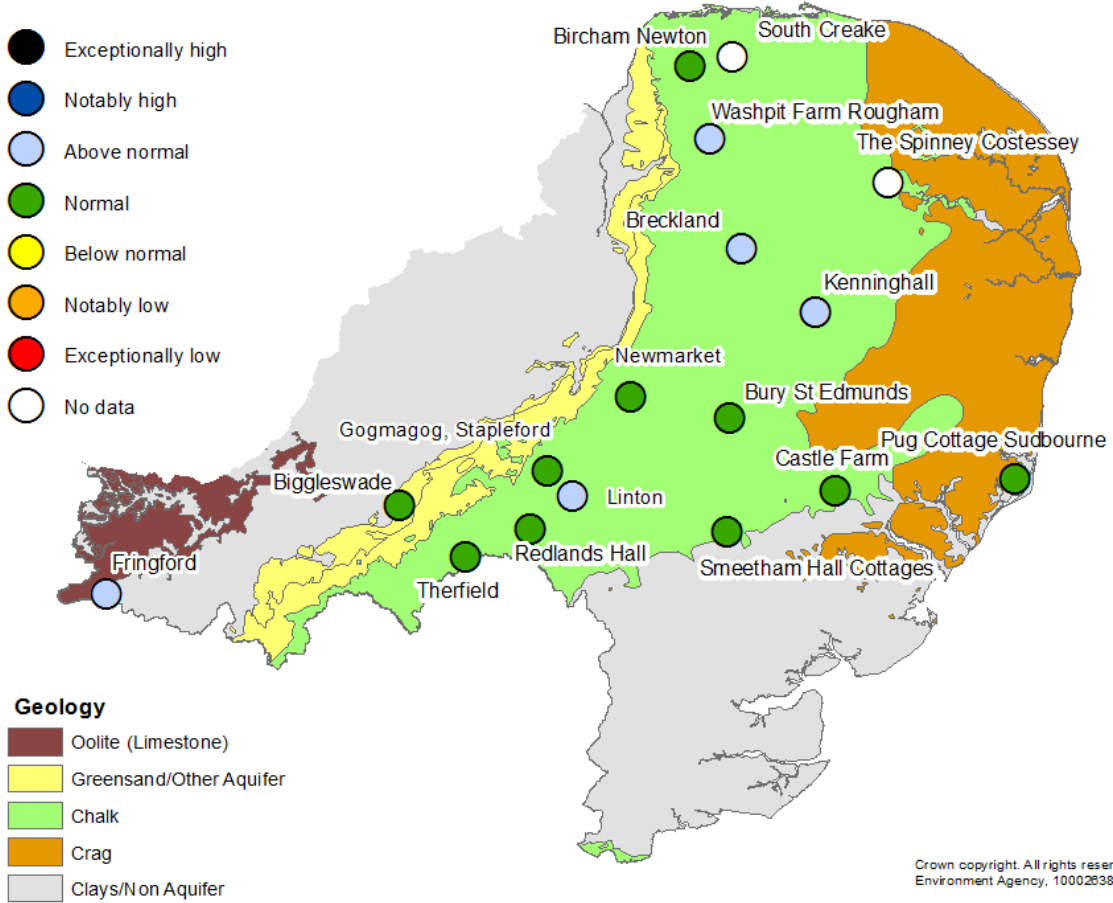 Exceptionally high
Notably high
Above normal
Normal
Below normal
Notably low
Exceptionally low
No data
Bircham Newton
South Creake
Washpit Farm Rougham
The Spinney Costessey
Breckland
Kenninghall
Newmarket
Bury St Edmunds
Gogmagog, Stapleford
Pug Cottage Sudbourne
Castle Farm
Biggleswade
Linton
Redlands Hall
Fringford
Smeetham Hall Cottages
Therfield
Geology
Oolite (Limestone)
Greensand/Other Aquifer
Chalk
Crag
Clays/Non Aquifer
Crown copyright. All rights reser
Environment Agency, 10002638